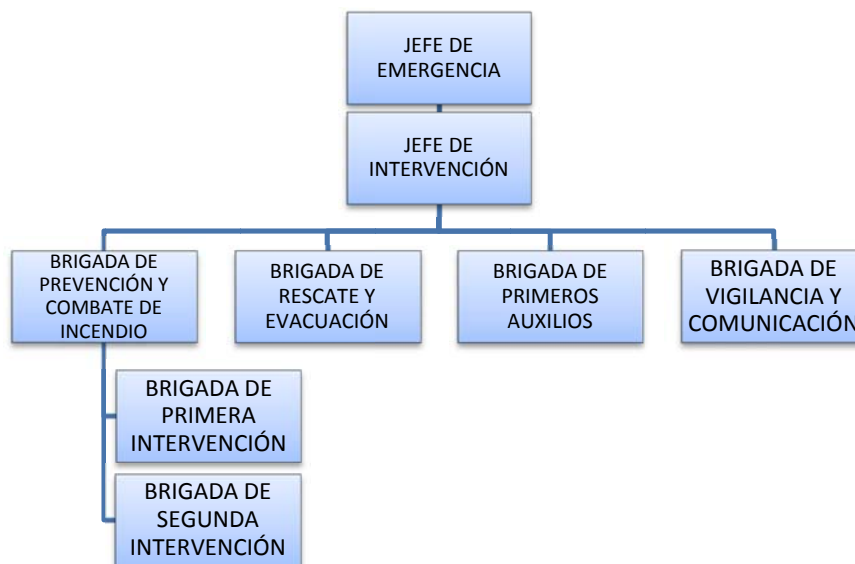 JEFE DE
EMERGENCIA
JEFE DE
INTERVENCIÓN
BRIGADA DE
PREVENCIÓN Y
COMBATE DE
INCENDIO
BRIGADA DE
RESCATE Y
EVACUACIÓN
BRIGADA DE
PRIMEROS
AUXILIOS
BRIGADA DE
VIGILANCIA Y
COMUNICACIÓN
BRIGADA DE
PRIMERA
INTERVENCIÓN
BRIGADA DE
SEGUNDA
INTERVENCIÓN